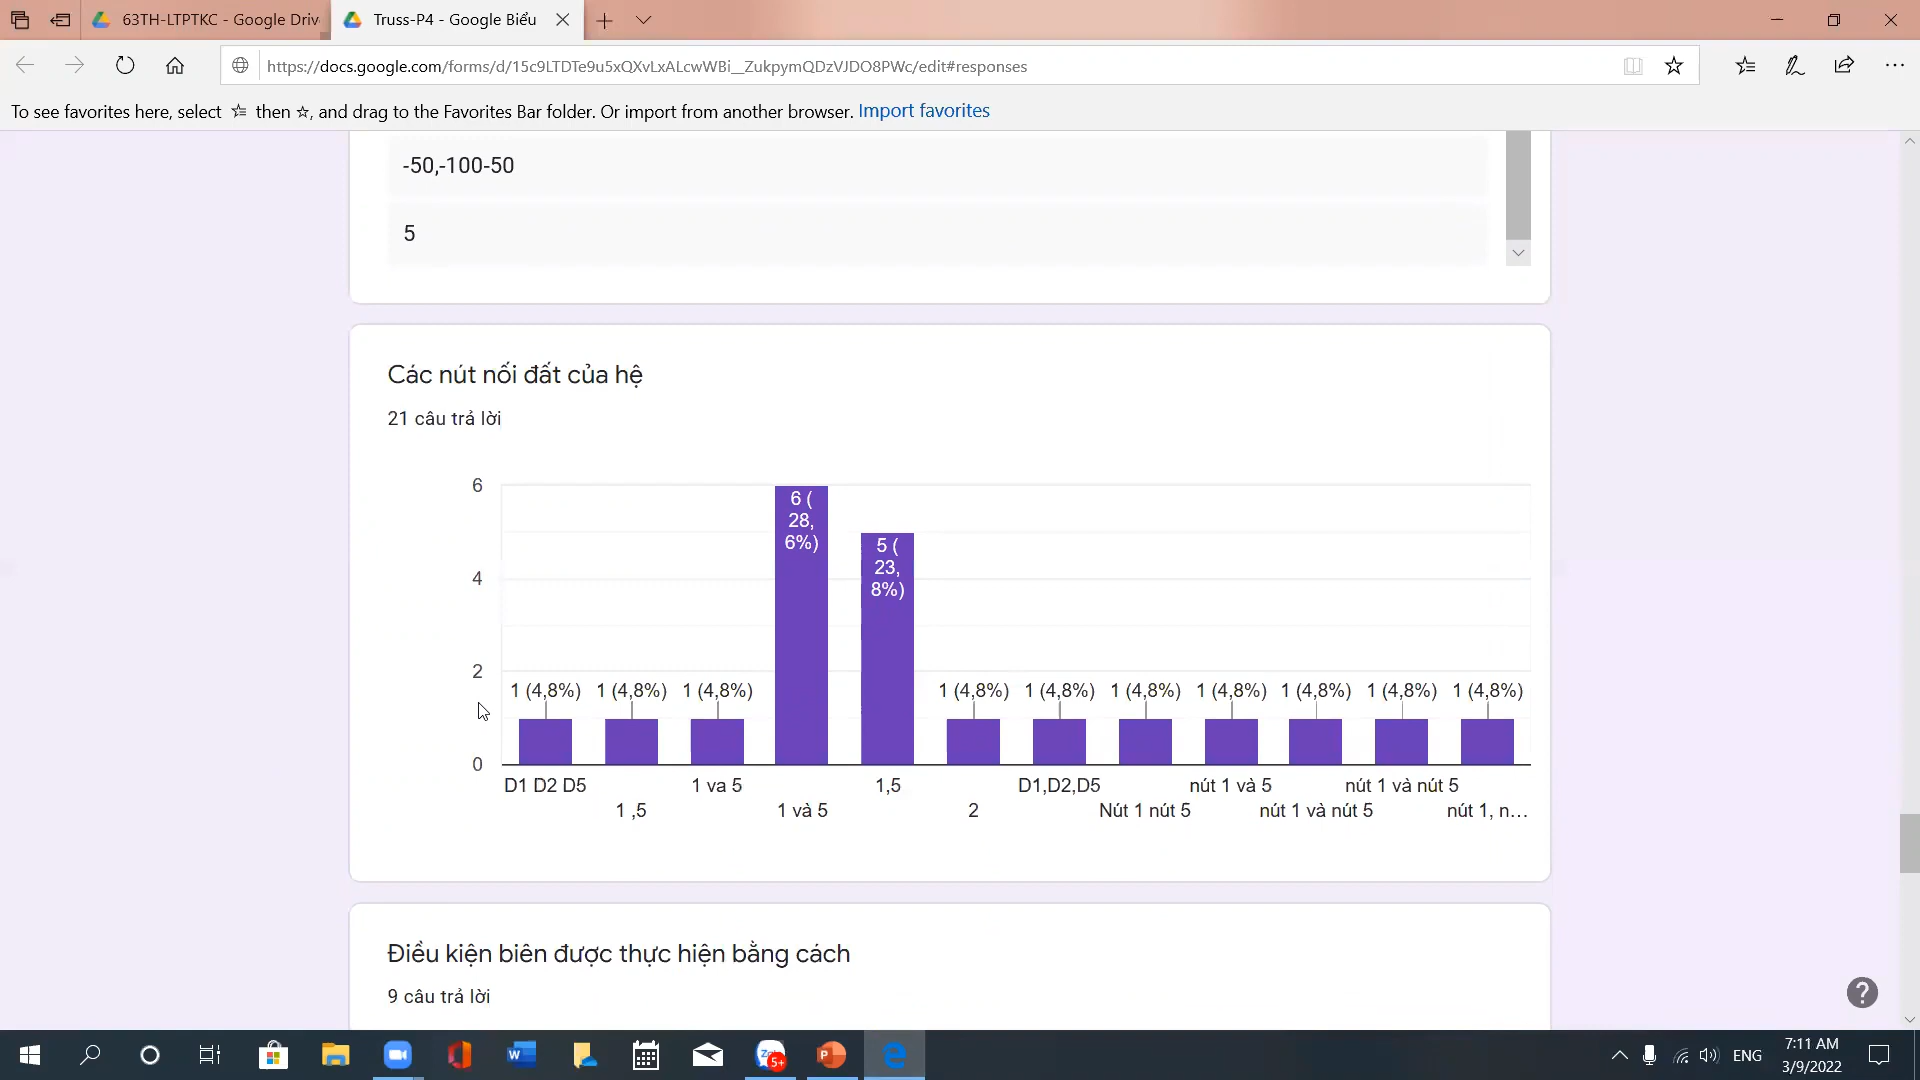 63TH-LTPTKC - Google Driv
Truss-P4 - Google Biểu
https://docs.google.com/forms/d/15c9LTDTe9u5xQXvLxALcwWBi__ZukpymQDzVJDO8PWc/edit#responses
To see favorites here, select then , and drag to the Favorites Bar folder. Or import from another browser. Import favorites
-50,-100-50
5
Các nút nối đất của hệ
21 câu trả lời
6
4
2
0
6 (
28,
6%)
5 (
23,
8%)
1 (4,8%) 1 (4,8%) 1 (4,8%) 1 (4,8%) 1 (4,8%) 1 (4,8%) 1 (4,8%) 1 (4,8%) 1 (4,8%) 1 (4,8%)
D1 D2 D5 1 va 5 1,5 D1,D2,D5 nút 1 và 5 nút 1 và nút 5
1 ,5 1 và 5 2 Nút 1 nút 5 nút 1 và nút 5 nút 1, n...
Điều kiện biên được thực hiện bằng cách
9 câu trả lời
?
5+
ENG
7:11 AM
3/9/2022